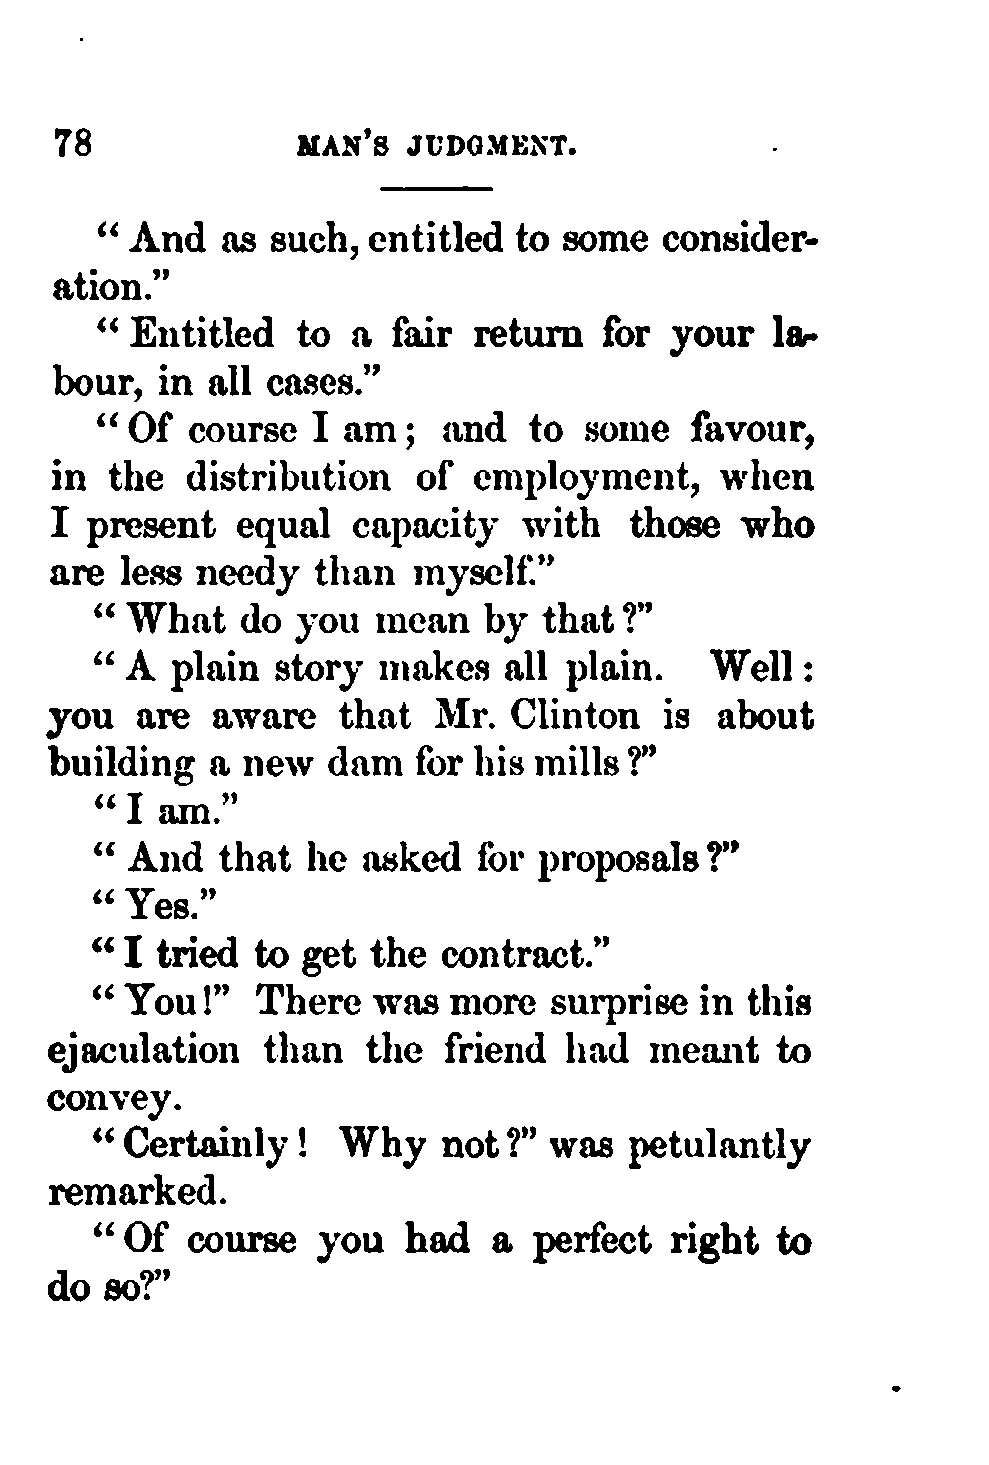 78 MAN'S JUDGMENT.
“And as such, entitled to some consider-
ation.”
“Entitled to a fair return for your la-
bour, in all cases.”
“Of course I am; and to some favour,
in the distribution of employment, when
I present equal capacity with those who
are less needy than myself.”
“What do you mean by that?”
“A plain story makes all plain. Well:
you are aware that Mr. Clinton is about
building a new dam for his mills?”
“I am.”
“And that he asked for proposals?”
“Yes.”
“I tried to get the contract.”
“You!” There was more surprise in this
ejaculation than the friend had meant to
convey.
“Certainly! Why not?” was petulantly
remarked.
“Of course you had a perfect right to
do so?”